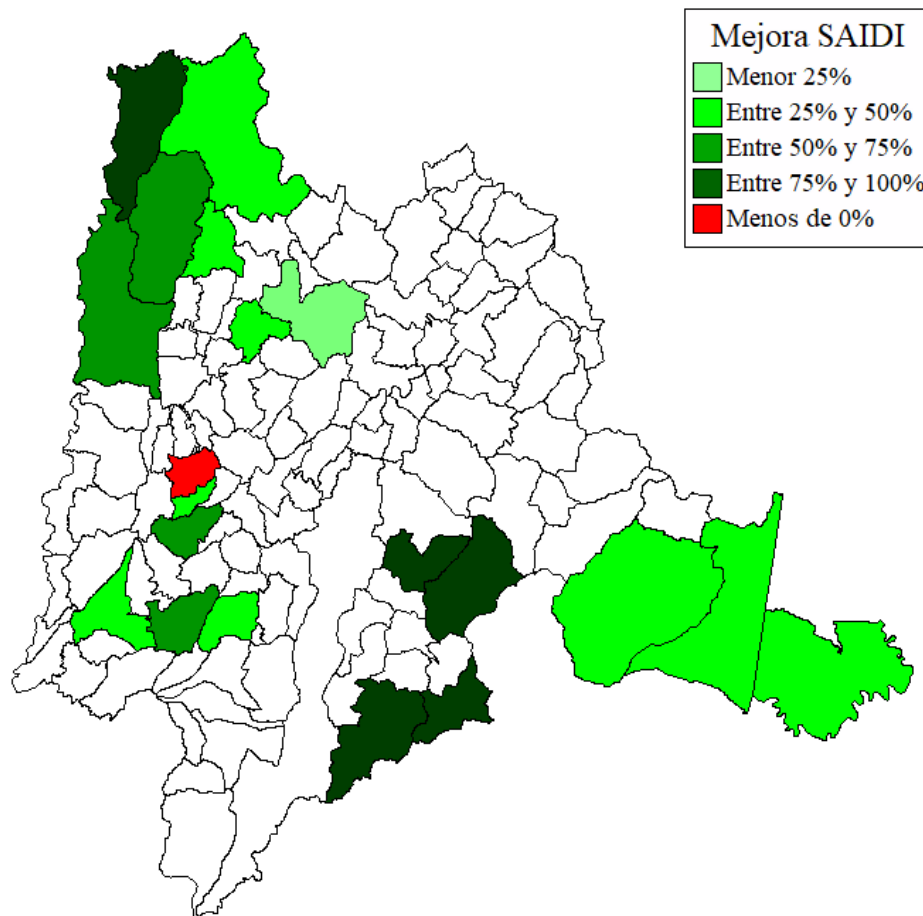 Mejora SAIDI
Menor 25%
Entre 25% y 50%
Entre 50% y 75%
Entre 75% y 100%
Menos de 0%